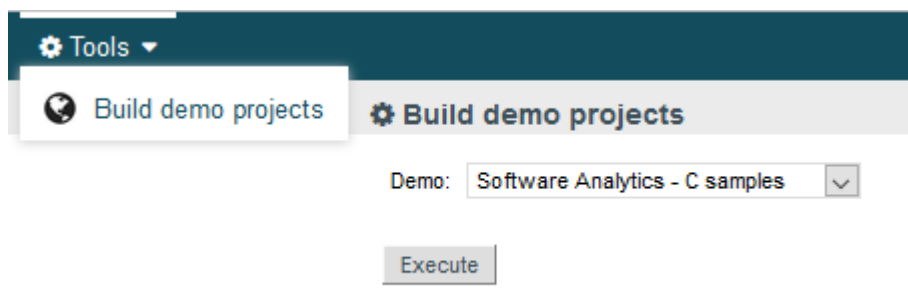 Tools
Build demo projects
Build demo projects
Demo: Software Analytics - C samples
Execute